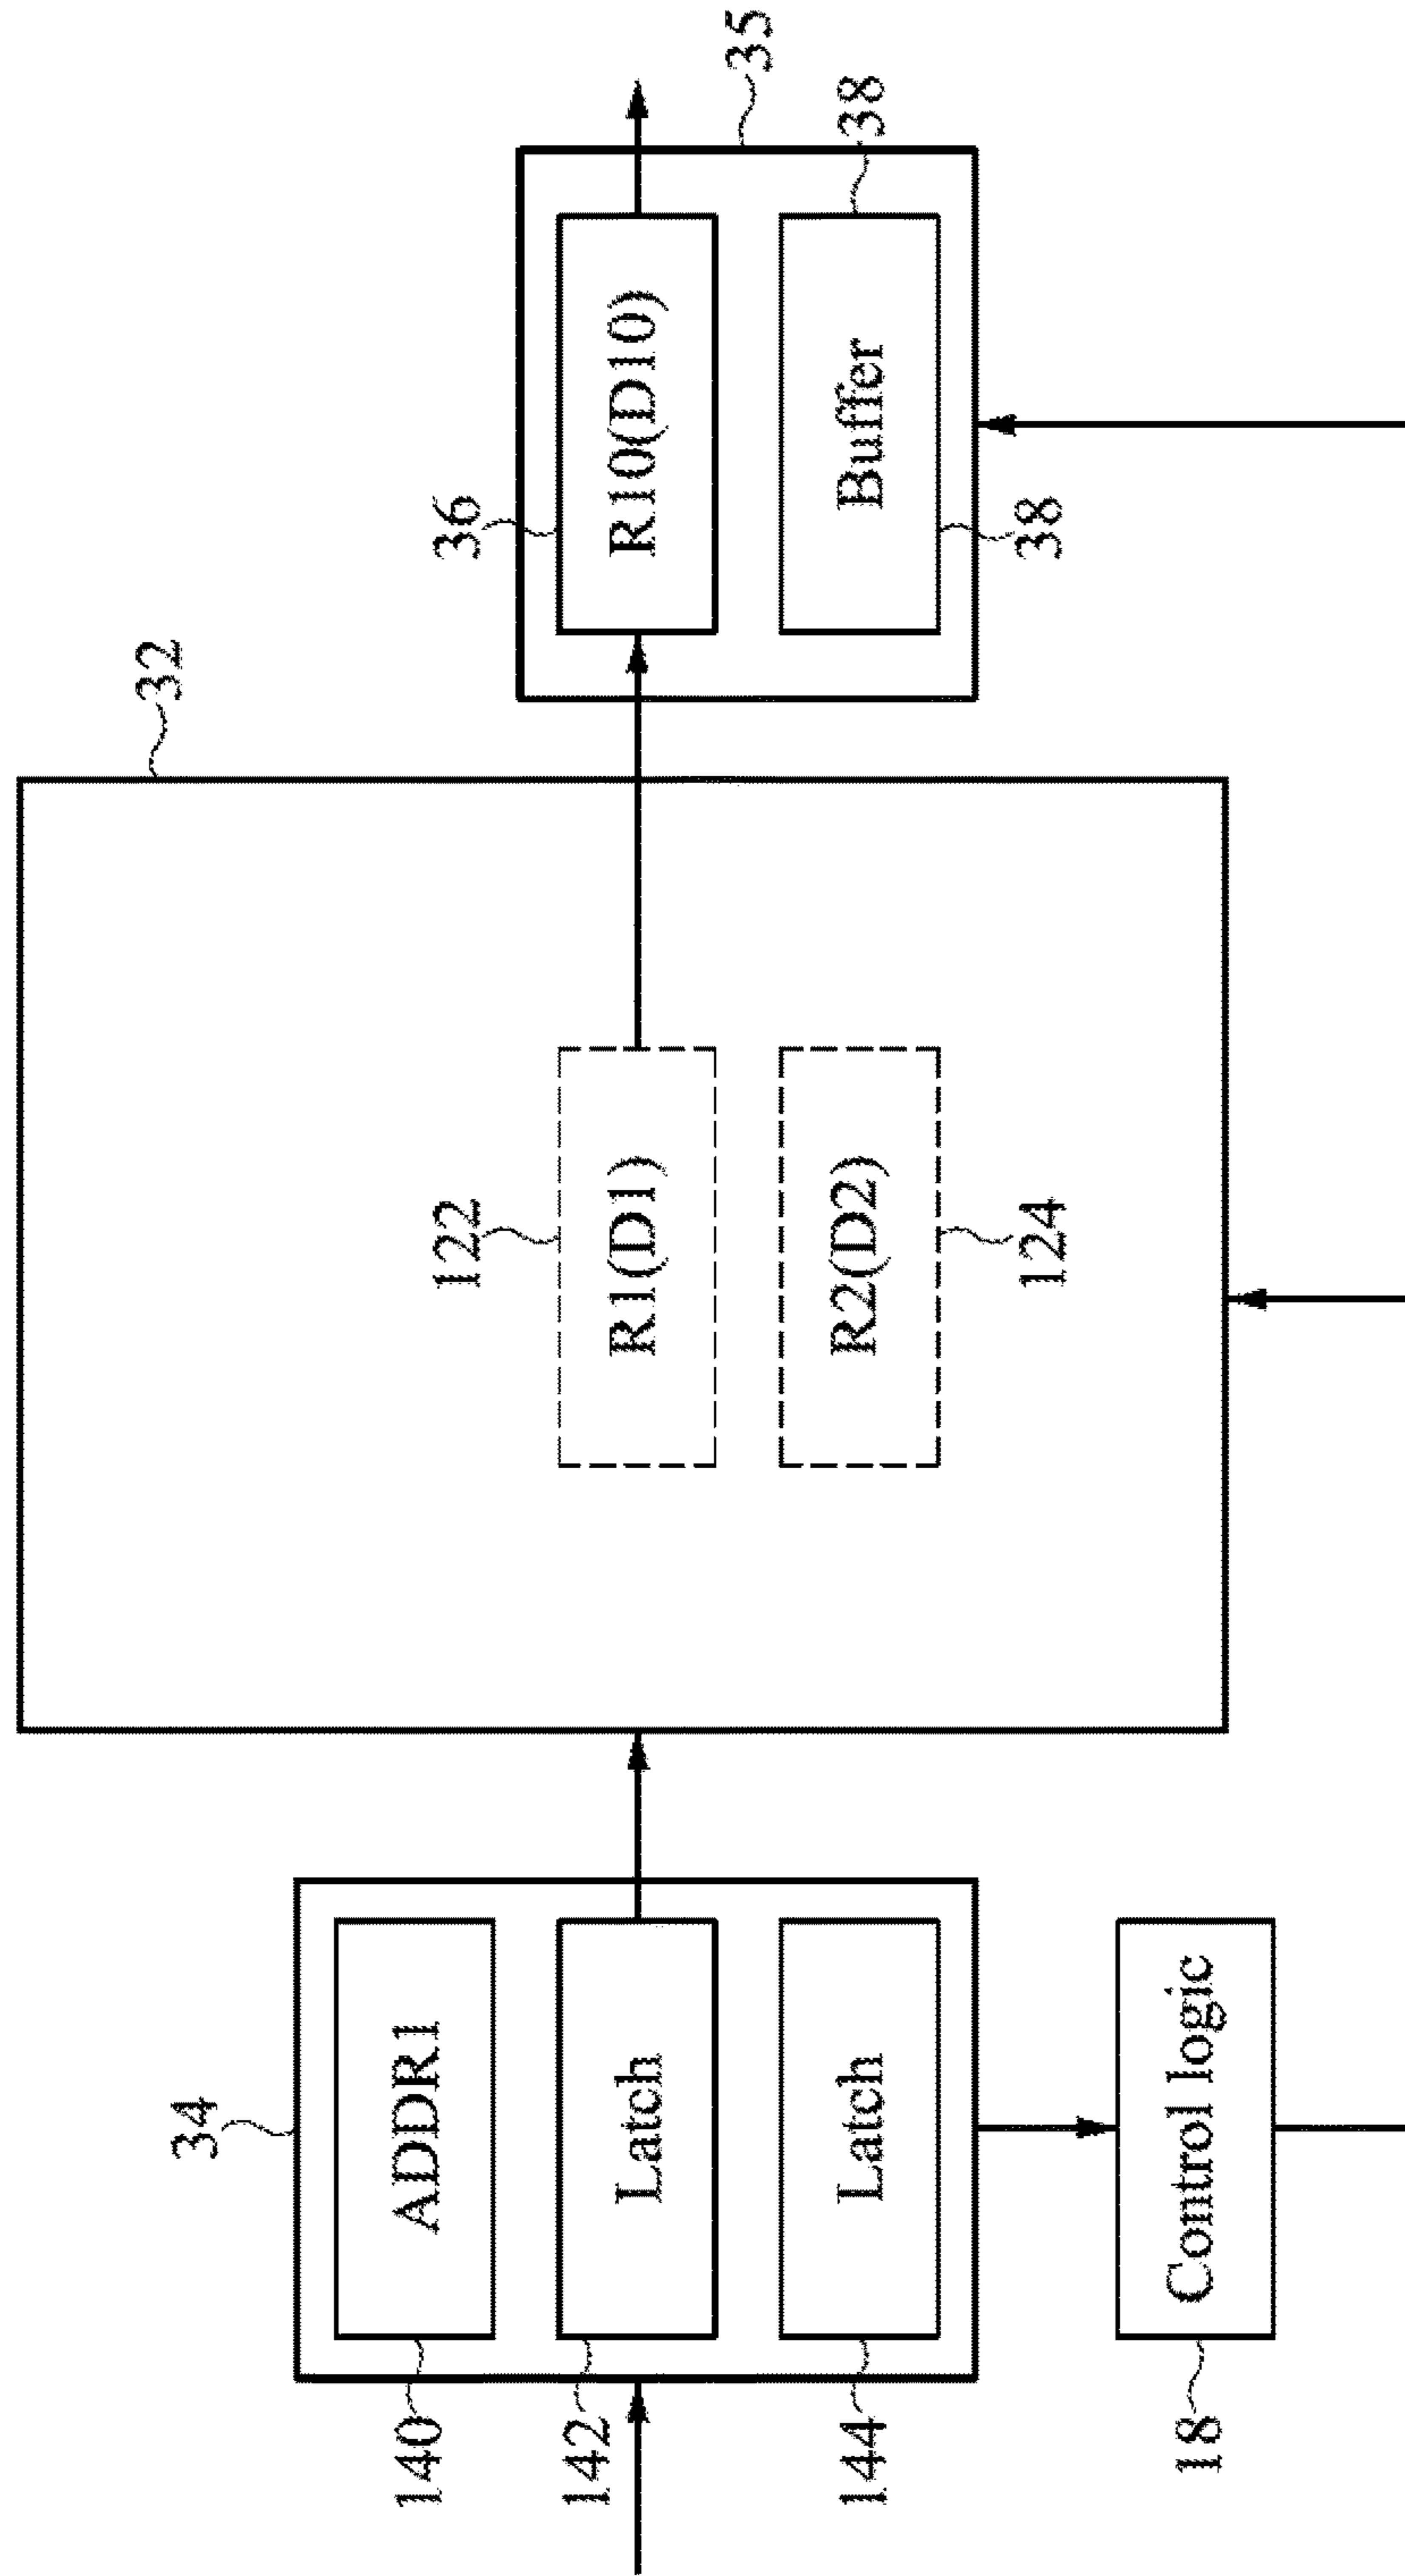 34
140
ADDR1
142
Latch
144
Latch
18
Control logic
32
122
R1(D1)
R2(D2)
124
35
36
R10(D10)
38
Buffer
38